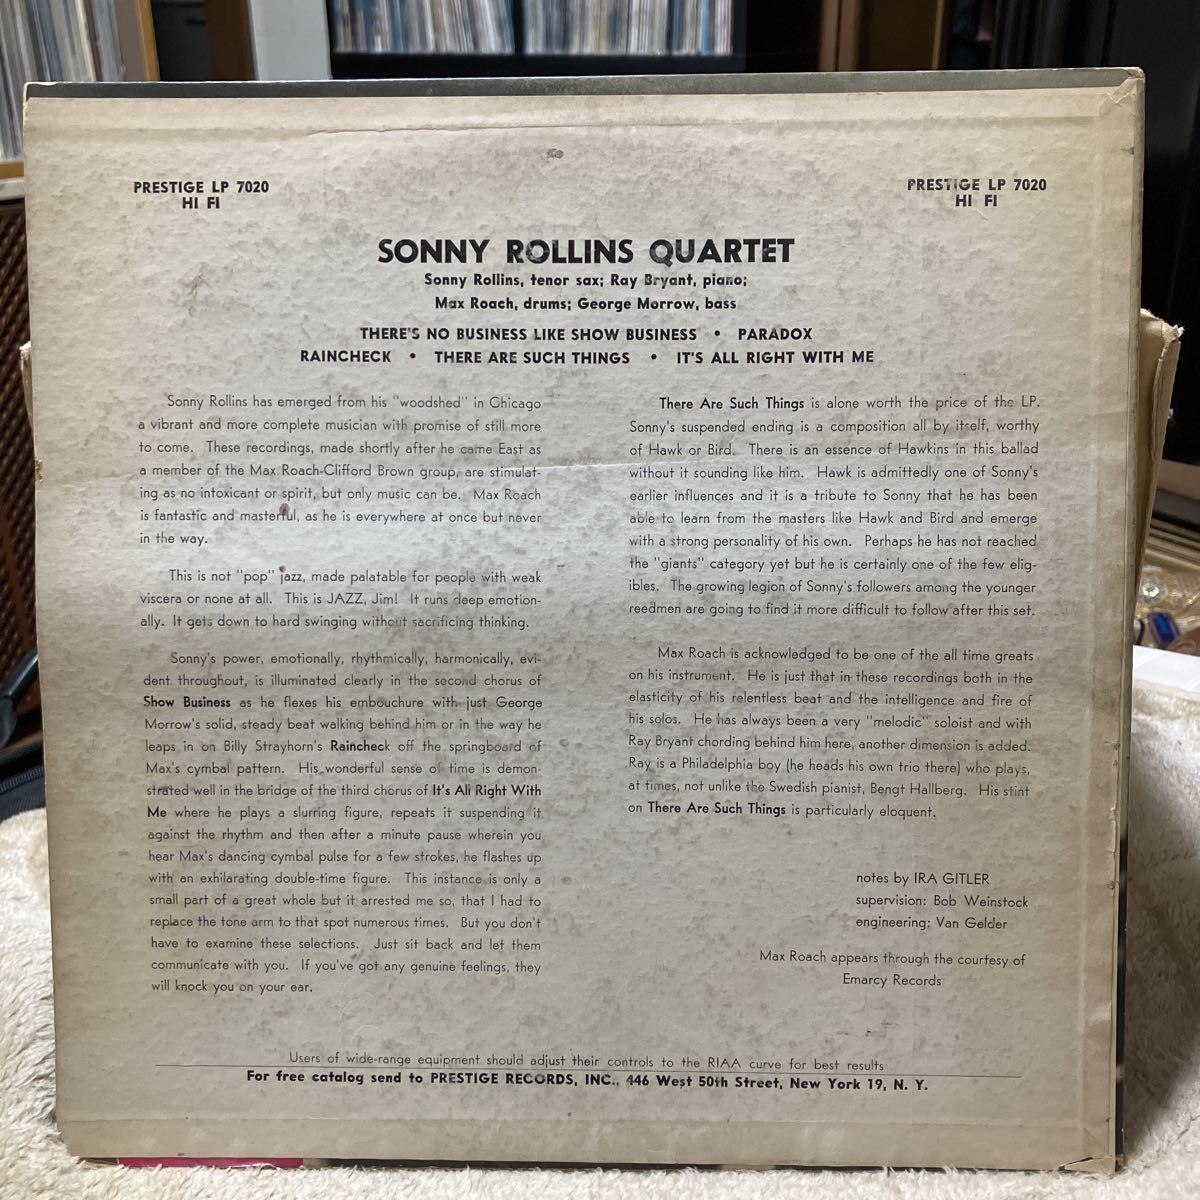 PRESTIGE LP 7020
HI FI
PRESTIGE LP 7020
HI FI
SONNY ROLLINS QUARTET
Sonny Rollins, tenor sax; Ray Bryant, piano;
Max Roach, drums; George Morrow, bass
THERE'S NO BUSINESS LIKE SHOW BUSINESS • PARADOX
RAINCHECK • THERE ARE SUCH THINGS • IT'S ALL RIGHT WITH ME
Sonny Rollins has emerged from his "woodshed" in Chicago
a vibrant and more complete musician with promise of still more
to come. These recordings, made shortly after he came East as
a member of the Max Roach-Clifford Brown group, are stimulat-
ing as no intoxicant or spirit, but only music can be. Max Roach
is fantastic and masterful, as he is everywhere at once but never
in the way.
This is not "pop" jazz, made palatable for people with weak
viscera or none at all. This is JAZZ, Jim! It runs deep emotion-
ally. It gets down to hard swinging without sacrificing thinking.
Sonny's power, emotionally, rhythmically, harmonically, evi-
dent throughout, is illuminated clearly in the second chorus of
Show Business as he flexes his embouchure with just George
Morrow's solid, steady beat walking behind him or in the way he
leaps in on Billy Strayhorn's Raincheck off the springboard of
Max's cymbal pattern. His wonderful sense of time is demon-
strated well in the bridge of the third chorus of It's All Right With
Me where he plays a slurring figure, repeats it suspending it
against the rhythm and then after a minute pause wherein you
hear Max's dancing cymbal pulse for a few strokes, he flashes up
with an exhilarating double-time figure. This instance is only a
small part of a great whole but it arrested me so, that I had to
replace the tone arm to that spot numerous times. But you don't
have to examine these selections. Just sit back and let them
communicate with you. If you've got any genuine feelings, they
will knock you on your ear.
There Are Such Things is alone worth the price of the LP.
Sonny's suspended ending is a composition all by itself, worthy
of Hawk or Bird. There is an essence of Hawkins in this ballad
without it sounding like him. Hawk is admittedly one of Sonny's
earlier influences and it is a tribute to Sonny that he has been
able to learn from the masters like Hawk and Bird and emerge
with a strong personality of his own. Perhaps he has not reached
the "giants" category yet but he is certainly one of the few elig-
ibles. The growing legion of Sonny's followers among the younger
reedmen are going to find it more difficult to follow after this set.
Max Roach is acknowledged to be one of the all time greats
on his instrument. He is just that in these recordings both in the
elasticity of his relentless beat and the intelligence and fire of
his solos. He has always been a very "melodic" soloist and with
Ray Bryant chording behind him here, another dimension is added.
Ray is a Philadelphia boy (he heads his own trio there) who plays,
at times, not unlike the Swedish pianist, Bengt Hallberg. His stint
on There Are Such Things is particularly eloquent.
notes by IRA GITLER
supervision: Bob Weinstock
engineering: Van Gelder
Max Roach appears through the courtesy of
Emarcy Records
Users of wide-range equipment should adjust their controls to the RIAA curve for best results
For free catalog send to PRESTIGE RECORDS, INC., 446 West 50th Street, New York 19, N. Y.